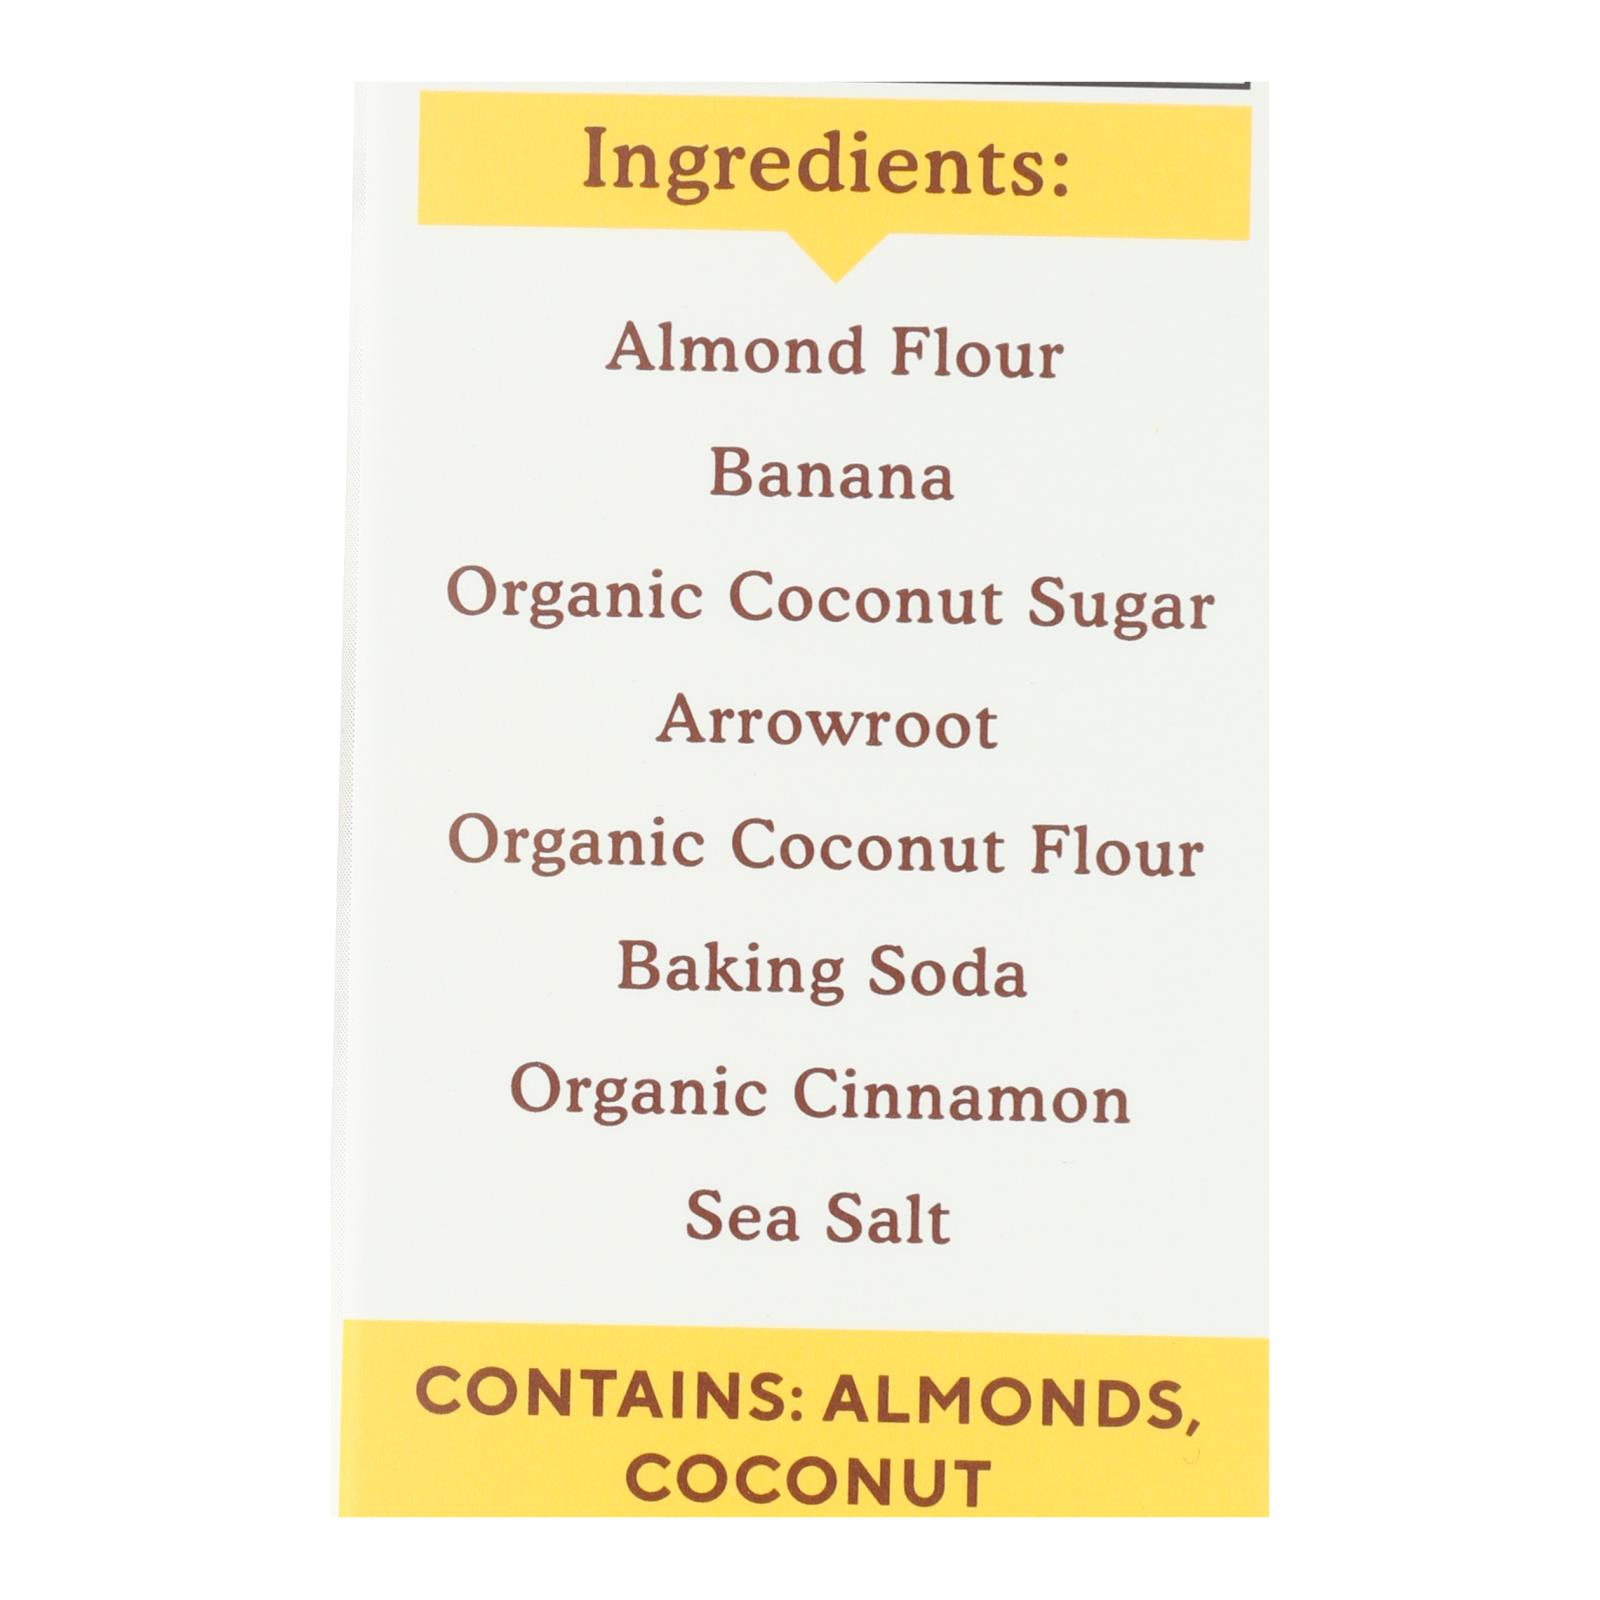 Ingredients:
Almond Flour
Banana
Organic Coconut Sugar
Arrowroot
Organic Coconut Flour
Baking Soda
Organic Cinnamon
Sea Salt
CONTAINS: ALMONDS,
COCONUT